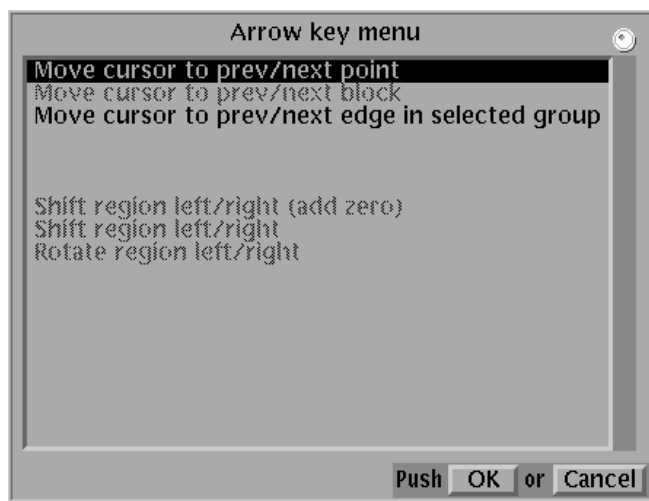 Arrow key menu
Move cursor to prev/next point
Move cursor to prev/next block
Move cursor to prev/next edge in selected group
Shift region left/right (add zero)
Shift region left/right
Rotate region left/right
Push OK or Cancel